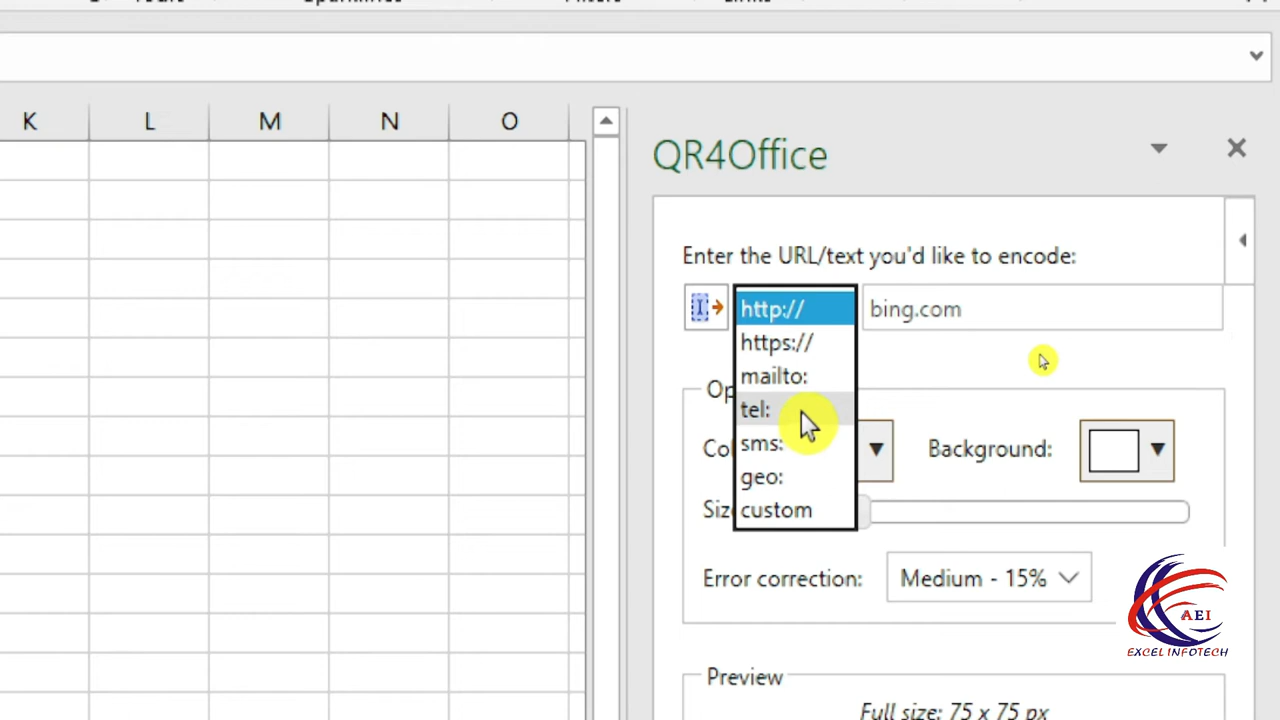 K L M N O
QR4Office
Enter the URL/text you'd like to encode:
http:// bing.com
https://
mailto:
tel:
sms:
geo:
custom
Background:
Error correction: Medium - 15%
AEI
EXCEL INFOTECH
Preview
Full size: 75 x 75 px